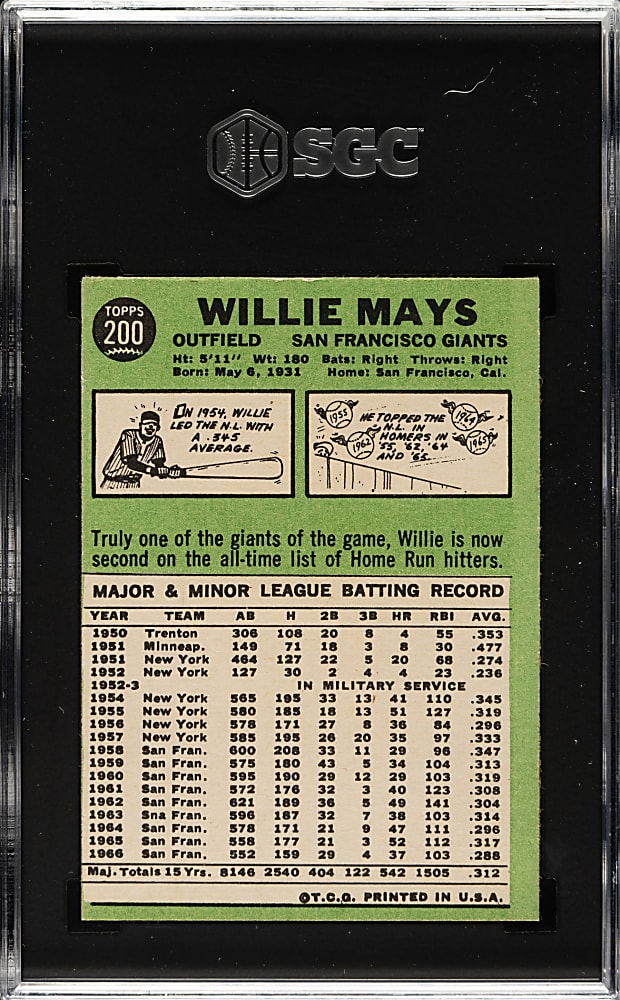 SGC
TOPPS
200
WILLIE MAYS
OUTFIELD SAN FRANCISCO GIANTS
Ht: 5'11" Wt: 180 Bats: Right Throws: Right
Born: May 6, 1931 Home: San Francisco, Cal.
ON 1954, WILLIE
LED THE N.L. WITH
A .345
AVERAGE.
1955
1962
HE TOPPED THE
N.L. IN
HOMERS IN
'55, '62, '64
AND '65.
1964
1965
Truly one of the giants of the game, Willie is now
second on the all-time list of Home Run hitters.
MAJOR & MINOR LEAGUE BATTING RECORD
YEAR TEAM AB H 2B 3B HR RBI AVG.
1950 Trenton 306 108 20 8 4 55 .353
1951 Minneap. 149 71 18 3 8 30 .477
1951 New York 464 127 22 5 20 68 .274
1952 New York 127 30 2 4 4 23 .236
1952-3 IN MILITARY SERVICE
1954 New York 565 195 33 13 41 110 .345
1955 New York 580 185 18 13 51 127 .319
1956 New York 578 171 27 8 36 84 .296
1957 New York 585 195 26 20 35 97 .333
1958 San Fran. 600 208 33 11 29 96 .347
1959 San Fran. 575 180 43 5 34 104 .313
1960 San Fran. 595 190 29 12 29 103 .319
1961 San Fran. 572 176 32 3 40 123 .308
1962 San Fran. 621 189 36 5 49 141 .304
1963 Sna Fran. 596 187 32 7 38 103 .314
1964 San Fran. 578 171 21 9 47 111 .296
1965 San Fran. 558 177 21 3 52 112 .317
1966 San Fran. 552 159 29 4 37 103 .288
Maj. Totals 15 Yrs. 8146 2540 404 122 542 1505 .312
©T.C.G. PRINTED IN U.S.A.